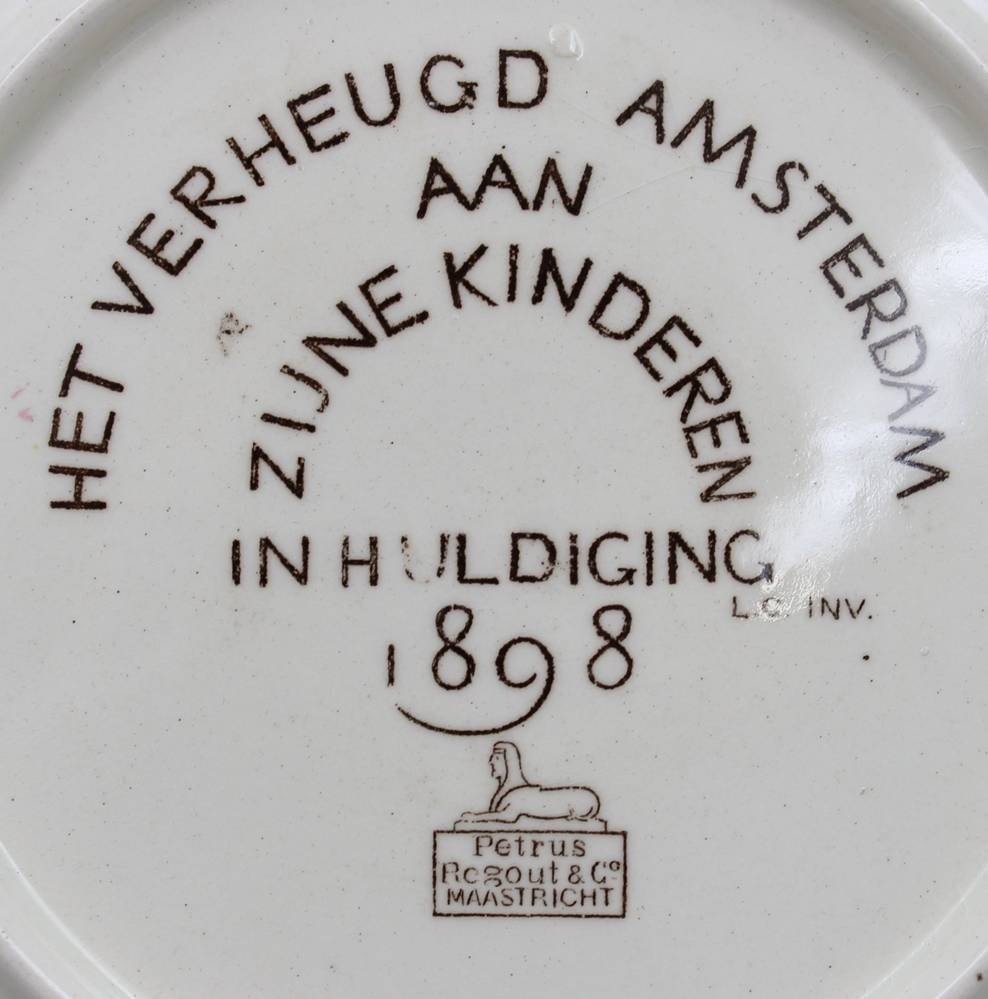 HET VERHEUGD AMSTERDAM
AAN
ZIJNE KINDEREN
IN HULDIGING
INV.
1898
Petrus
Regout & Cº
MAASTRICHT